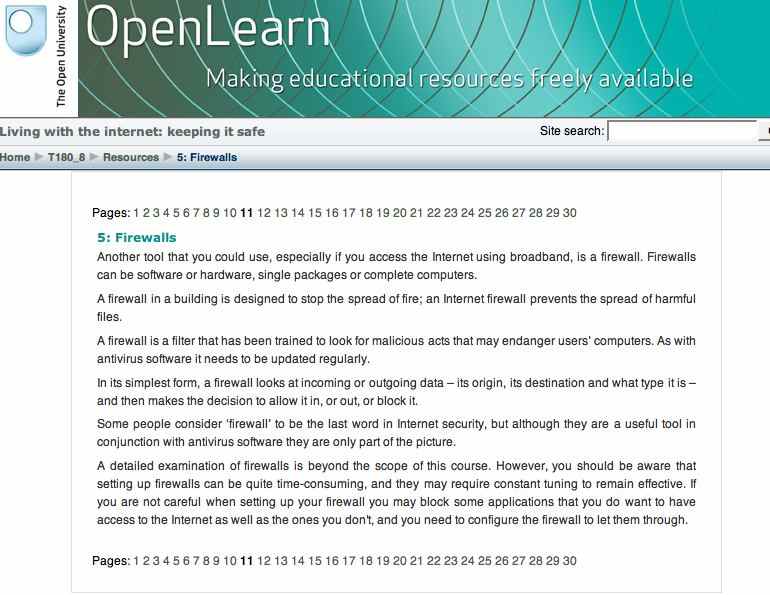 The Open University
OpenLearn
Making educational resources freely available
Living with the internet: keeping it safe
Site search:
Home ▶ T180_8 ▶ Resources ▶ 5: Firewalls
Pages: 1 2 3 4 5 6 7 8 9 10 11 12 13 14 15 16 17 18 19 20 21 22 23 24 25 26 27 28 29 30
5: Firewalls
Another tool that you could use, especially if you access the Internet using broadband, is a firewall. Firewalls
can be software or hardware, single packages or complete computers.
A firewall in a building is designed to stop the spread of fire; an Internet firewall prevents the spread of harmful
files.
A firewall is a filter that has been trained to look for malicious acts that may endanger users' computers. As with
antivirus software it needs to be updated regularly.
In its simplest form, a firewall looks at incoming or outgoing data – its origin, its destination and what type it is –
and then makes the decision to allow it in, or out, or block it.
Some people consider 'firewall' to be the last word in Internet security, but although they are a useful tool in
conjunction with antivirus software they are only part of the picture.
A detailed examination of firewalls is beyond the scope of this course. However, you should be aware that
setting up firewalls can be quite time-consuming, and they may require constant tuning to remain effective. If
you are not careful when setting up your firewall you may block some applications that you do want to have
access to the Internet as well as the ones you don't, and you need to configure the firewall to let them through.
Pages: 1 2 3 4 5 6 7 8 9 10 11 12 13 14 15 16 17 18 19 20 21 22 23 24 25 26 27 28 29 30